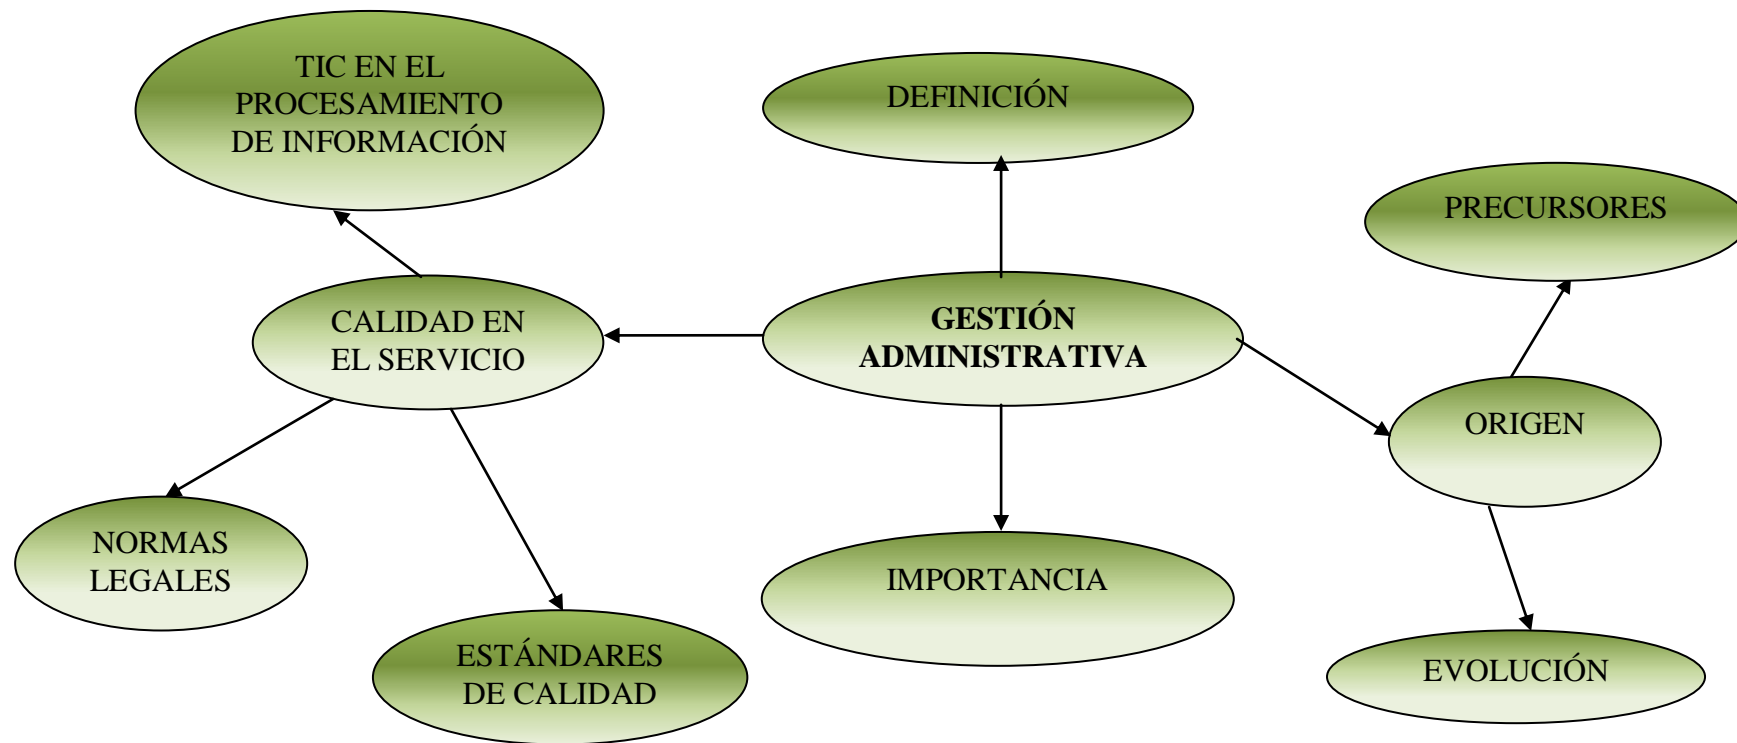 TIC EN EL
PROCESAMIENTO
DE INFORMACIÓN
DEFINICIÓN
PRECURSORES
CALIDAD EN
EL SERVICIO
GESTIÓN
ADMINISTRATIVA
ORIGEN
NORMAS
LEGALES
IMPORTANCIA
ESTÁNDARES
DE CALIDAD
EVOLUCIÓN